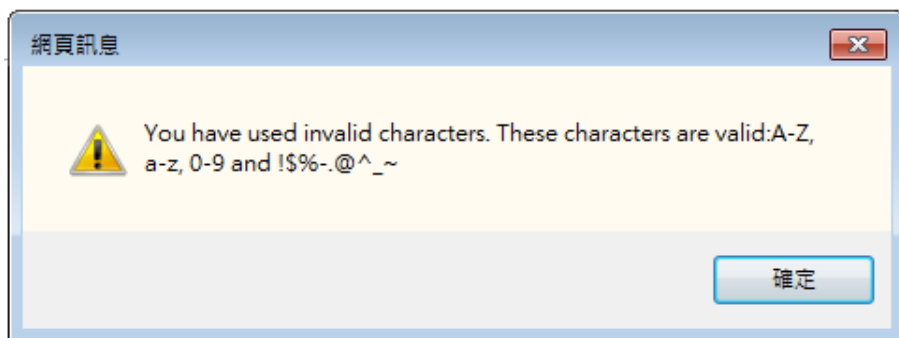 網頁訊息
You have used invalid characters. These characters are valid:A-Z,
a-z, 0-9 and !$%-.@^_~
確定